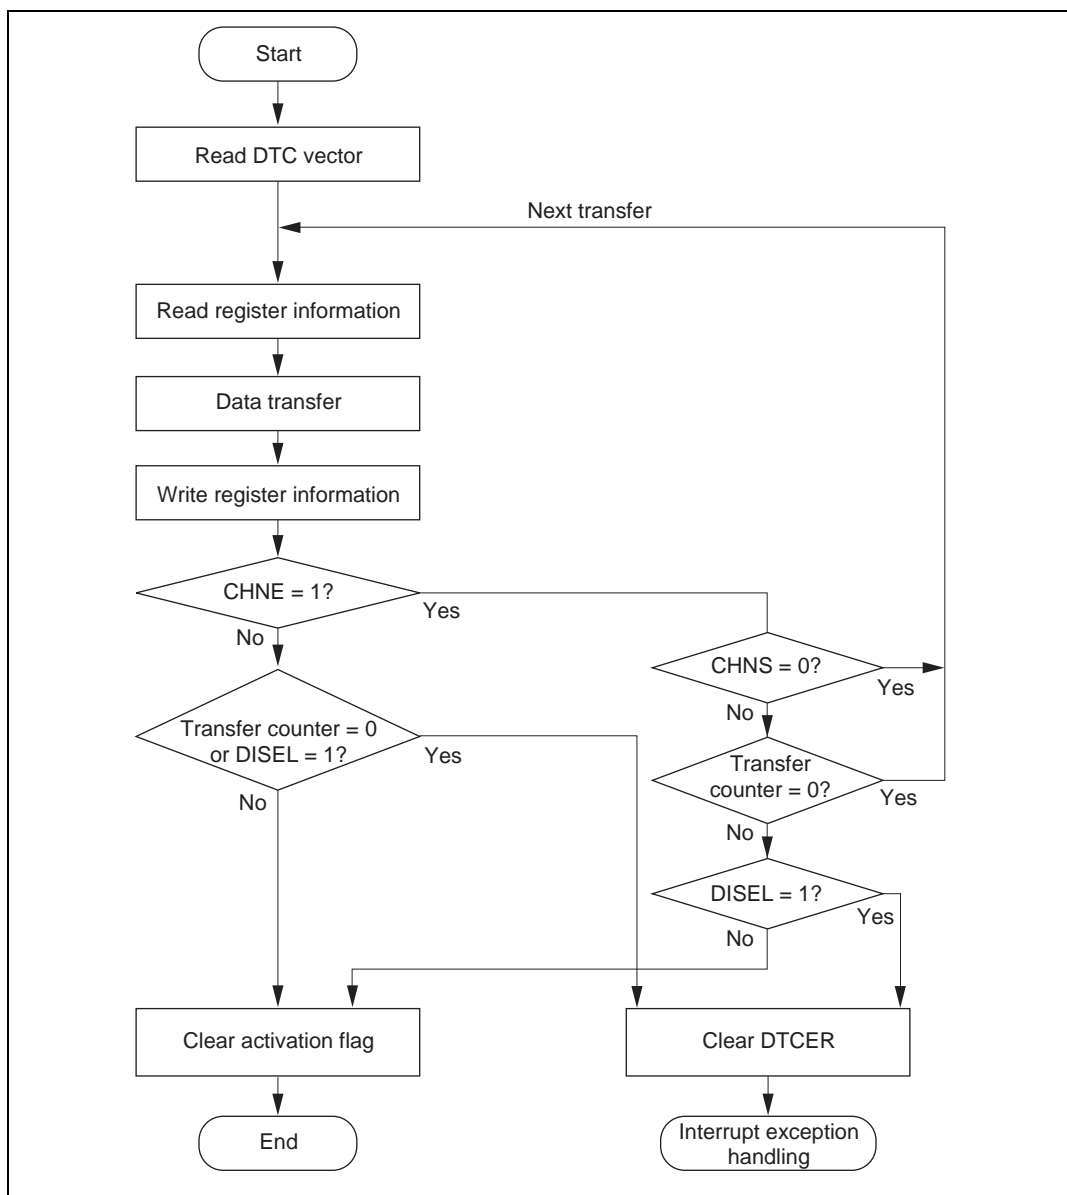 Start
Read DTC vector
Next transfer
Read register information
Data transfer
Write register information
CHNE = 1?
Yes
No
CHNS = 0?
Yes
No
Transfer counter = 0
or DISEL = 1?
Yes
No
Transfer
counter = 0?
Yes
No
DISEL = 1?
Yes
No
Clear activation flag
Clear DTCER
End
Interrupt exception
handling